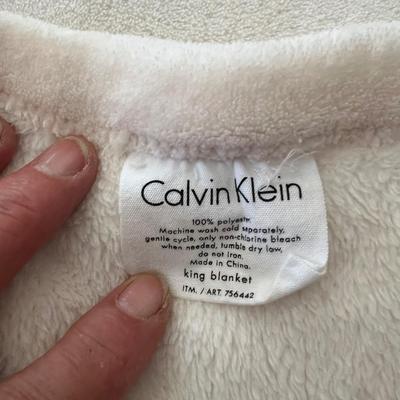 Calvin Klein
100% polyester
Machine wash cold separately,
gentle cycle, only non-chlorine bleach
when needed, tumble dry low,
do not iron.
Made in China.
king blanket
ITM. / ART. 756442